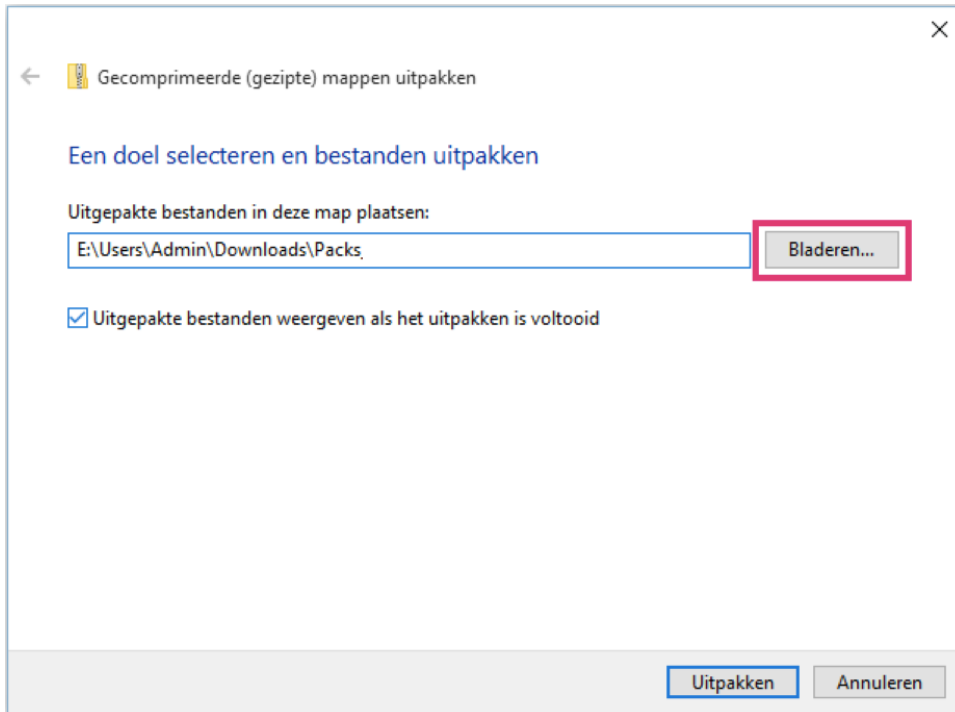 Gecomprimeerde (gezipte) mappen uitpakken
Een doel selecteren en bestanden uitpakken
Uitgepakte bestanden in deze map plaatsen:
E:\Users\Admin\Downloads\Packs
Bladeren...
Uitgepakte bestanden weergeven als het uitpakken is voltooid
Uitpakken
Annuleren